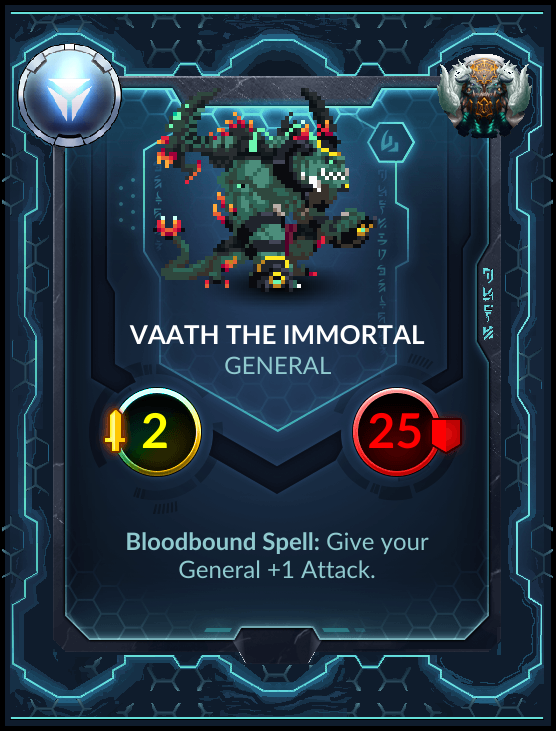 VAATH THE IMMORTAL
GENERAL
2
25
Bloodbound Spell: Give your
General +1 Attack.